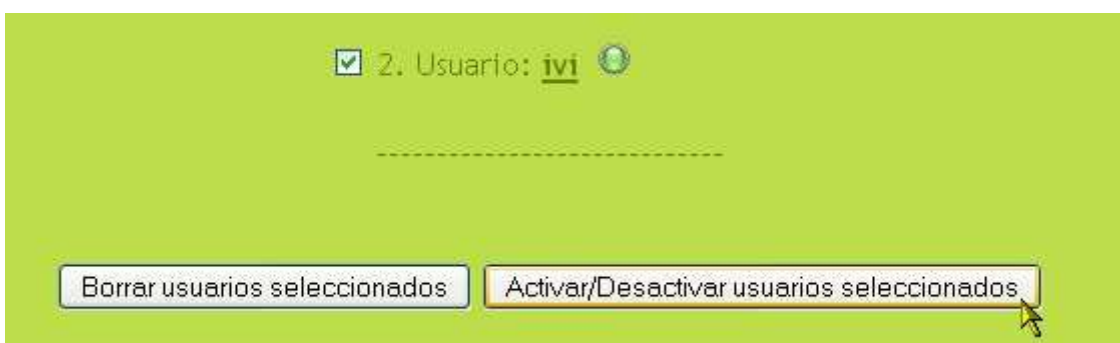 2. Usuario: ivi
----------------------------
Borrar usuarios seleccionados
Activar/Desactivar usuarios seleccionados